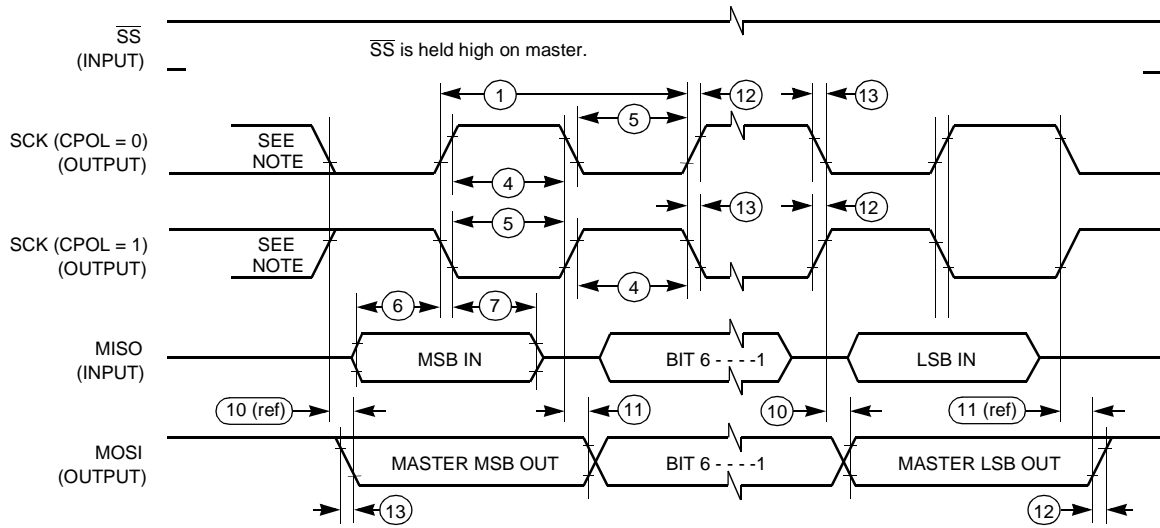 SS
(INPUT)
SS is held high on master.
1
12
13
5
SCK (CPOL = 0)
(OUTPUT)
SEE
NOTE
4
13
12
5
SCK (CPOL = 1)
(OUTPUT)
SEE
NOTE
4
6
7
MISO
(INPUT)
MSB IN
BIT 6 - - - -1
LSB IN
10 (ref)
11
10
11 (ref)
MOSI
(OUTPUT)
MASTER MSB OUT
BIT 6 - - - -1
MASTER LSB OUT
13
12